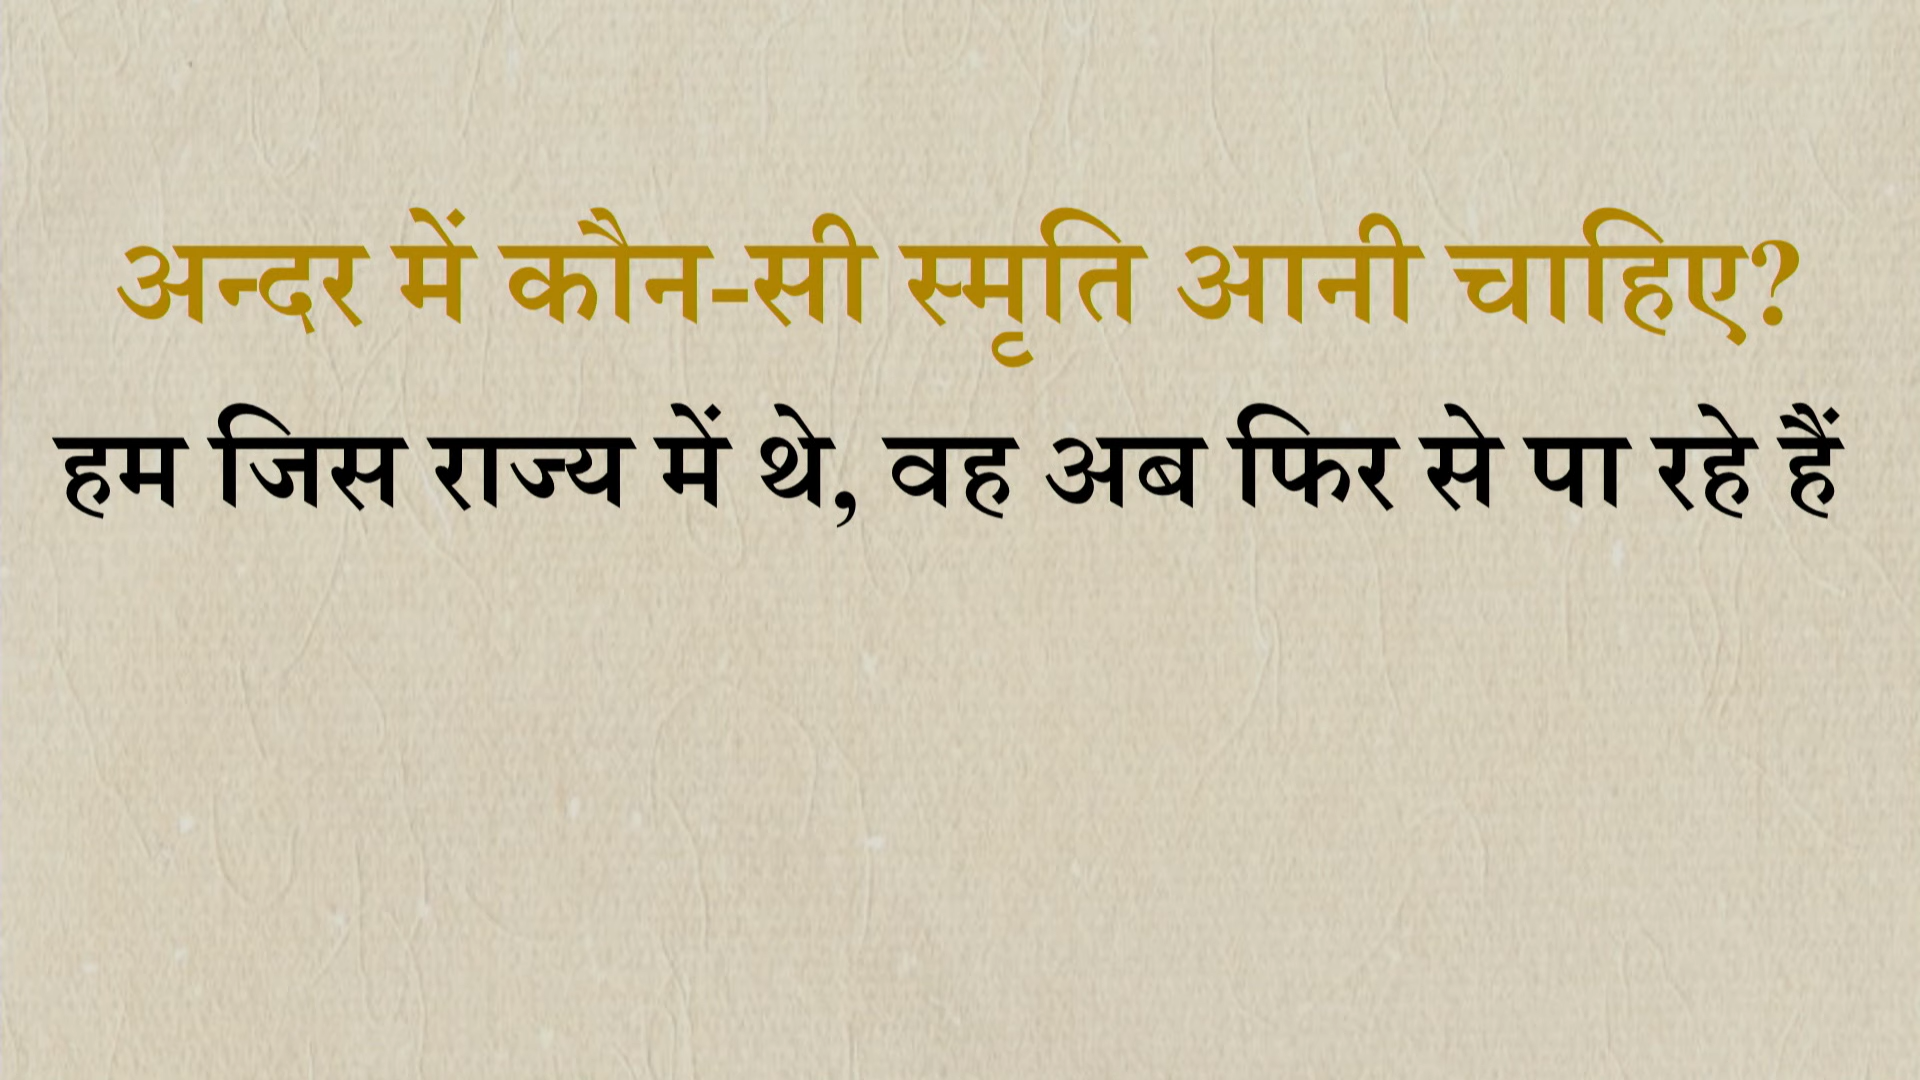 अन्दर में कौन-सी स्मृति आनी चाहिए?
हम जिस राज्य में थे, वह अब फिर से पा रहे हैं